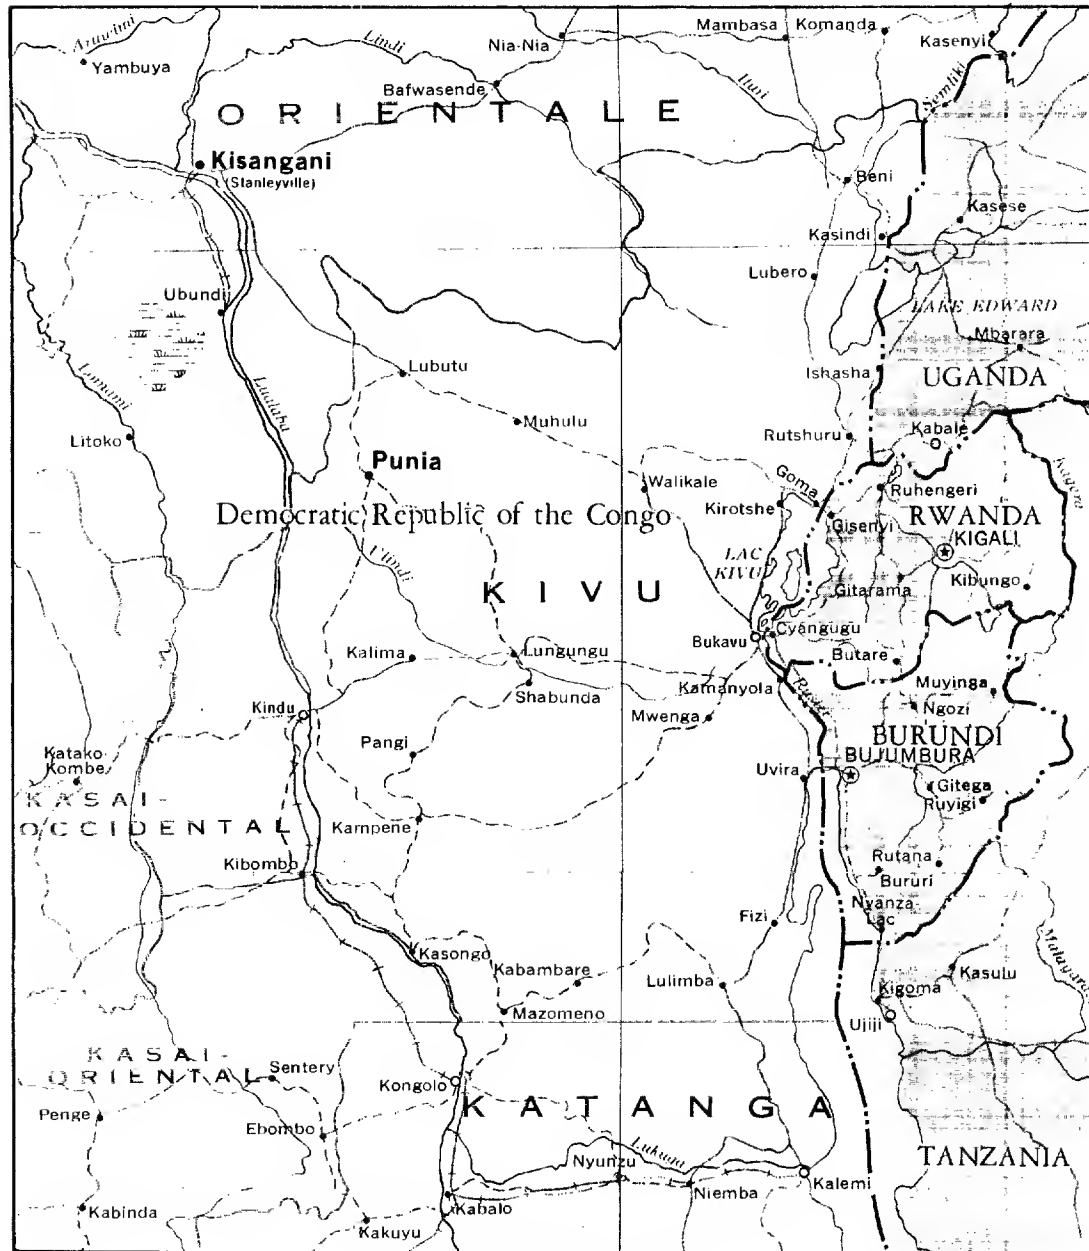 Aruwimi
Yambuya
Lindi
Nia-Nia
Mambasa
Komanda
Kasenyi
Bafwasende
Ituri
Semliki
ORIENTALE
Kisangani
(Stanleyville)
Beni
Kasese
Kasindi
Lubero
Ubundi
LAKE EDWARD
Mbarara
Lomami
Lualaba
Lubutu
Ishasha
UGANDA
Muhulu
Litoko
Rutshuru
Kabale
Kagera
Punia
Walikale
Goma
Ruhengeri
Kirotshe
Democratic Republic of the Congo
Gisenyi
RWANDA
KIGALI
Ulindi
LAC
KIVU
KIVU
Gitarama
Kibungo
Bukavu
Cyangugu
Kalima
Lungungu
Butare
Shabunda
Kamanyola
Ruzizi
Muyinga
Kindu
Mwenga
Ngozi
Pangi
BURUNDI
BUJUMBURA
Katako-
Kombe
Uvira
Gitega
Ruyigi
KASAI-
OCCIDENTAL
Kampene
Kibombo
Rutana
Bururi
Nyanza-
Lac
Fizi
Kasongo
Kabambare
Lulimba
Kasulu
Malagarasi
Kigoma
Mazomeno
Ujiji
KASAI-
ORIENTAL
Sentery
Kongolo
Penge
KATANGA
Ebombo
Lukuga
Nyunzu
TANZANIA
Niemba
Kalemi
Kabinda
Kabalo
Kakuyu